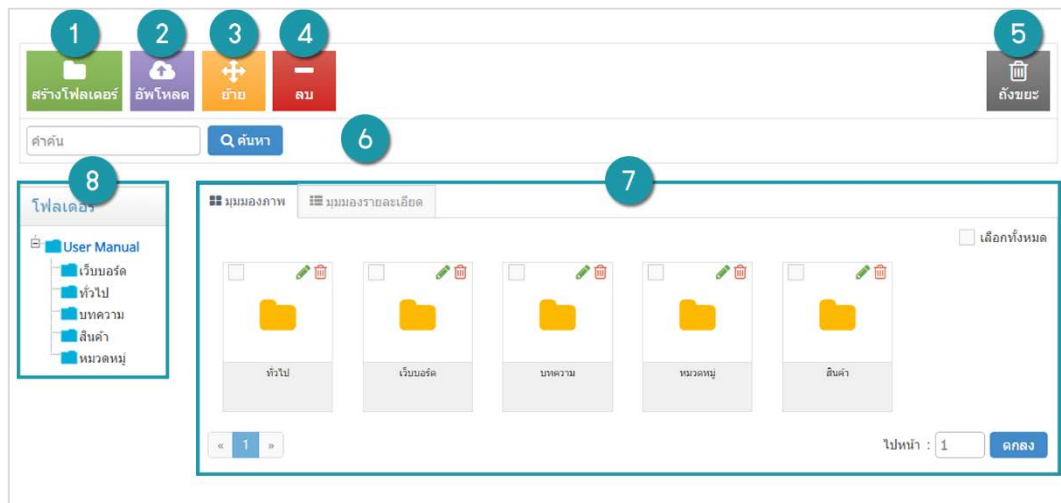 1 2 3 4 5
สร้างโฟลเดอร์ อัพโหลด ย้าย ลบ ถังขยะ
คำค้น ค้นหา 6
8 7
โฟลเดอร์
User Manual
เว็บบอร์ด
ทั่วไป
บทความ
สินค้า
หมวดหมู่
มุมมองภาพ มุมมองรายละเอียด
เลือกทั้งหมด
ทั่วไป เว็บบอร์ด บทความ หมวดหมู่ สินค้า
« 1 » ไปหน้า : 1 ตกลง